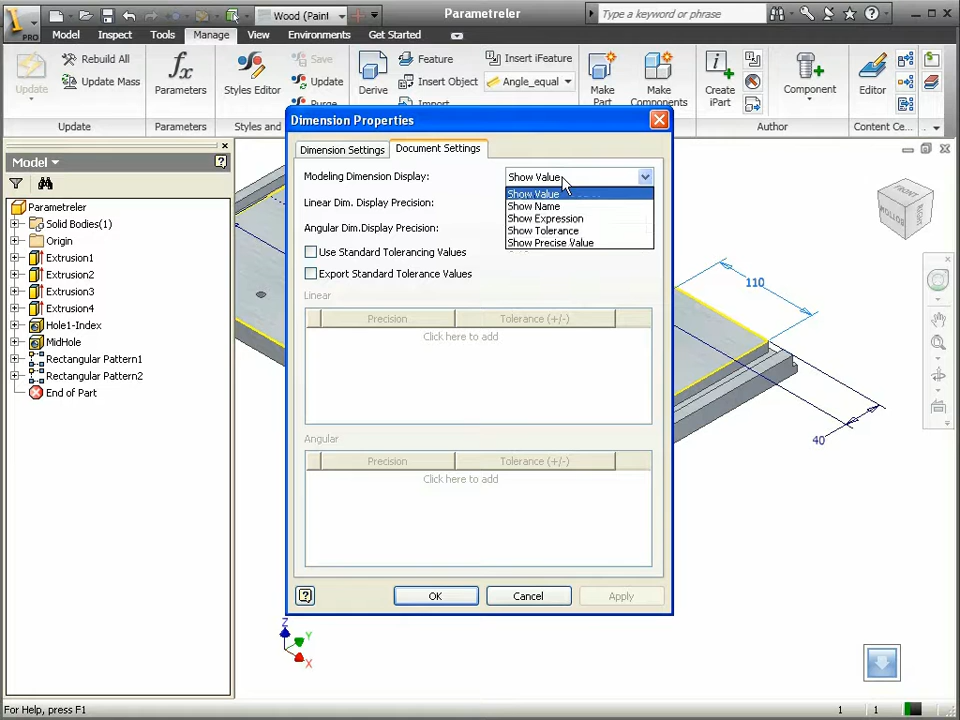 Wood (Paint
Parametreler
Type a keyword or phrase
PRO
Model
Inspect
Tools
Manage
View
Environments
Get Started
Update
Rebuild All
Update Mass
Update
Parameters
Parameters
Styles Editor
Save
Update
Purge
Styles and
Derive
Feature
Insert Object
Import
Insert iFeature
Angle_equal
Make
Part
Make
Components
Create
iPart
Author
Component
Editor
Content Ce...
Model
Parametreler
Solid Bodies(1)
Origin
Extrusion1
Extrusion2
Extrusion3
Extrusion4
Hole1-Index
MidHole
Rectangular Pattern1
Rectangular Pattern2
End of Part
Dimension Properties
Dimension Settings
Document Settings
Modeling Dimension Display:
Show Value
Show Value
Show Name
Show Expression
Show Tolerance
Show Precise Value
Linear Dim. Display Precision:
Angular Dim.Display Precision:
Use Standard Tolerancing Values
Export Standard Tolerance Values
Linear
Precision
Tolerance (+/-)
Click here to add
Angular
Precision
Tolerance (+/-)
Click here to add
OK
Cancel
Apply
110
40
FRONT
RIGHT
BOTTOM
Z
Y
X
For Help, press F1
1
1